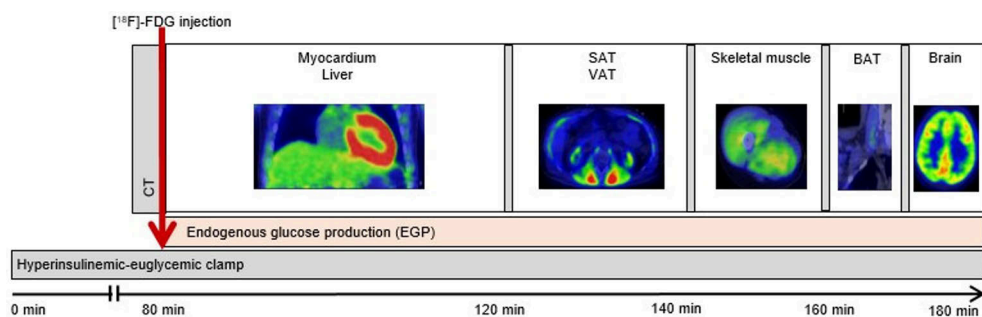 [¹⁸F]-FDG injection
CT
Myocardium
Liver
SAT
VAT
Skeletal muscle
BAT
Brain
Endogenous glucose production (EGP)
Hyperinsulinemic-euglycemic clamp
0 min
80 min
120 min
140 min
160 min
180 min